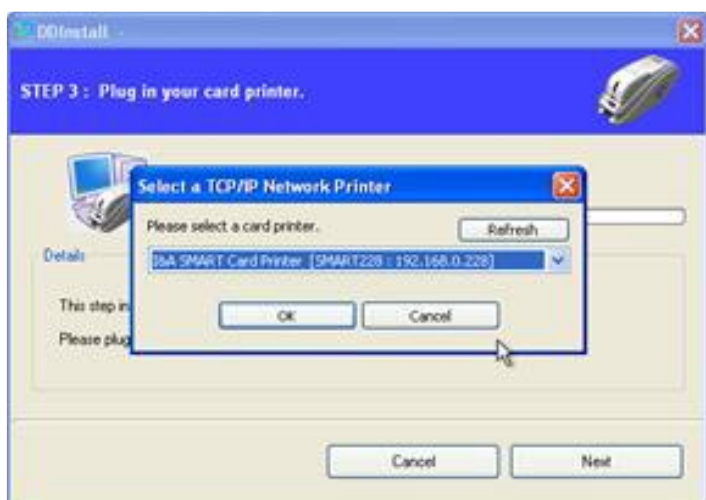 DDInstall -
STEP 3 : Plug in your card printer.
Select a TCP/IP Network Printer
Please select a card printer.
Refresh
Details
SMART Card Printer [SMART228 : 192.168.0.228]
This step in
OK
Cancel
Please plug
Cancel
Next